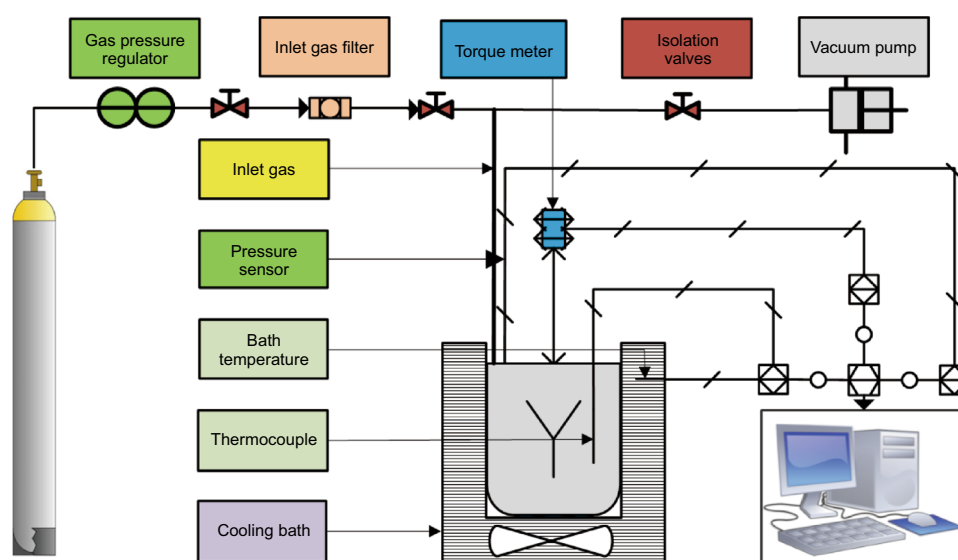 Gas pressure
regulator
Inlet gas filter
Torque meter
Isolation
valves
Vacuum pump
Inlet gas
Pressure
sensor
Bath
temperature
Thermocouple
Cooling bath